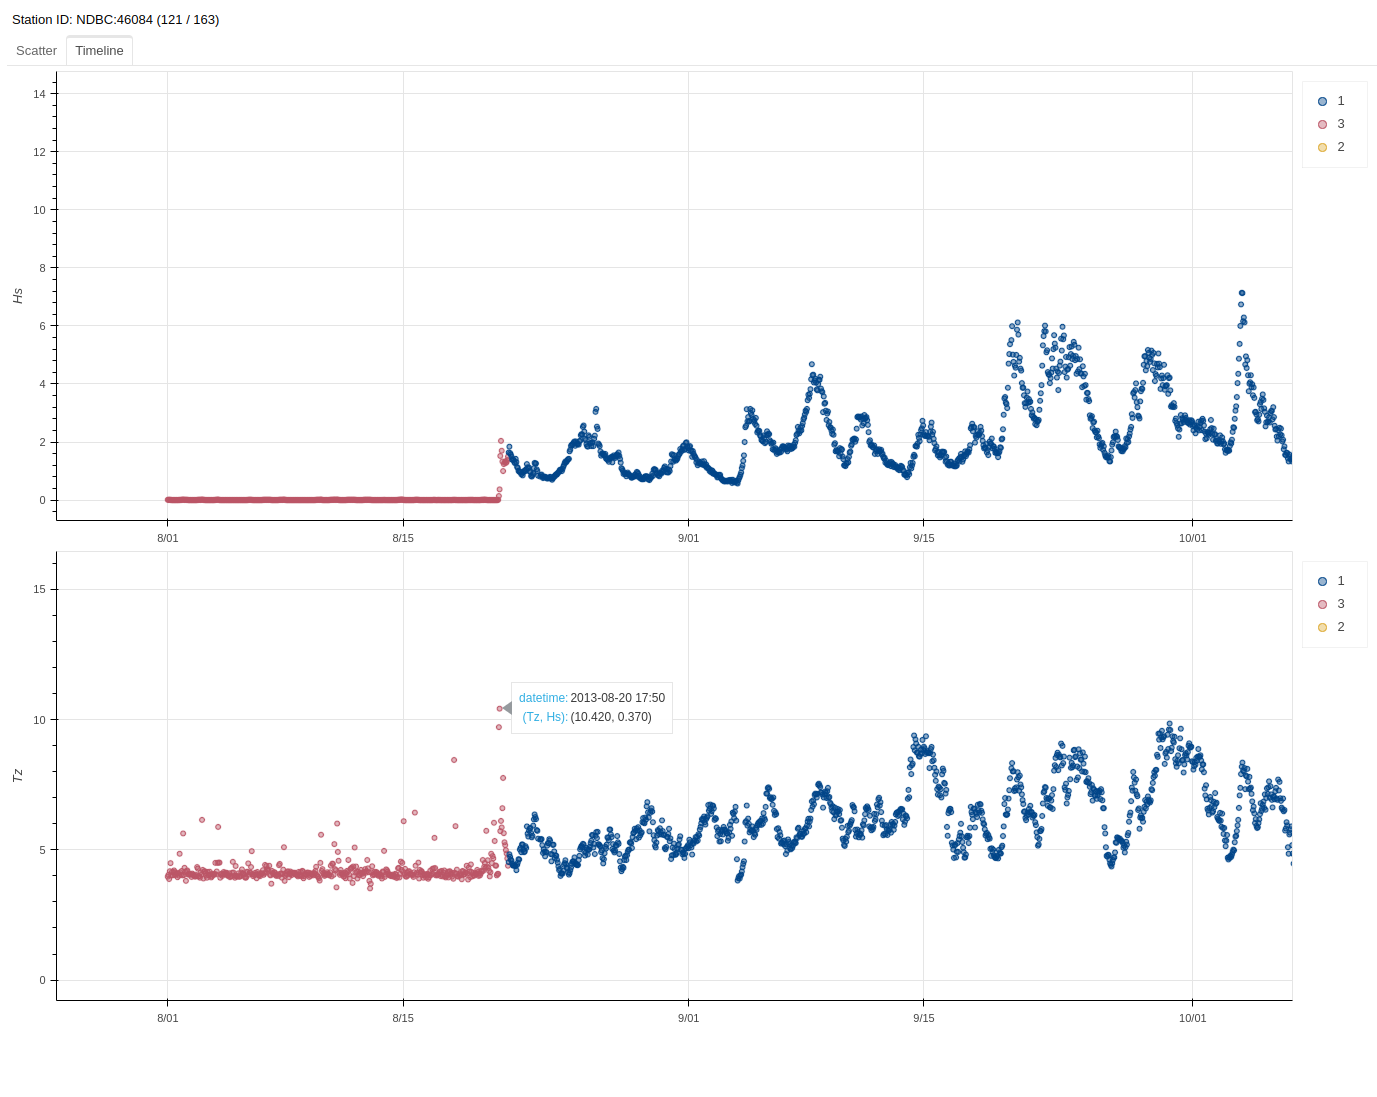 Station ID: NDBC:46084 (121 / 163)
Scatter Timeline
14
12
10
8
6
4
2
0
Hs
8/01 8/15 9/01 9/15 10/01
1
3
2
15
10
5
0
Tz
datetime: 2013-08-20 17:50
(Tz, Hs): (10.420, 0.370)
8/01 8/15 9/01 9/15 10/01
1
3
2